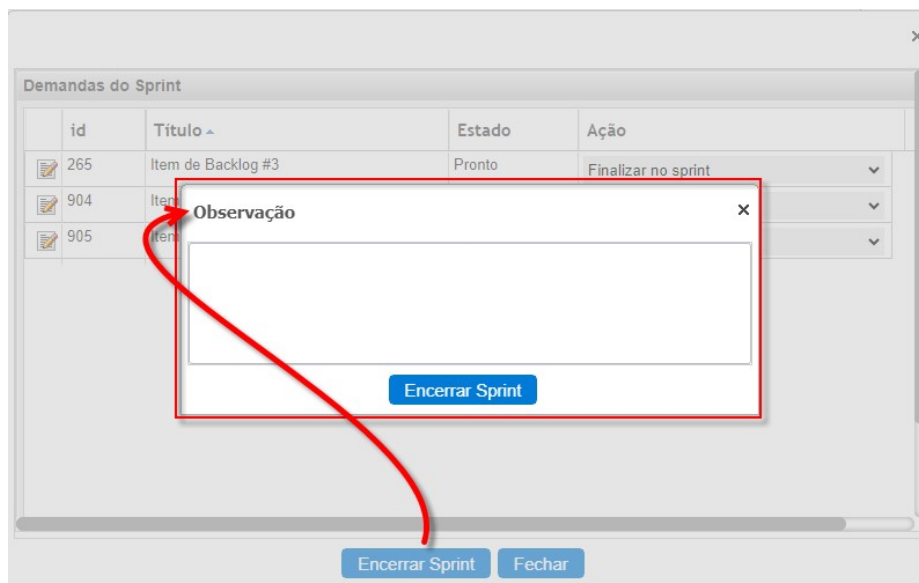 ×
Demandas do Sprint
id Título Estado Ação
265 Item de Backlog #3 Pronto Finalizar no sprint
904 Item
905 Item
Observação ×
Encerrar Sprint
Encerrar Sprint Fechar